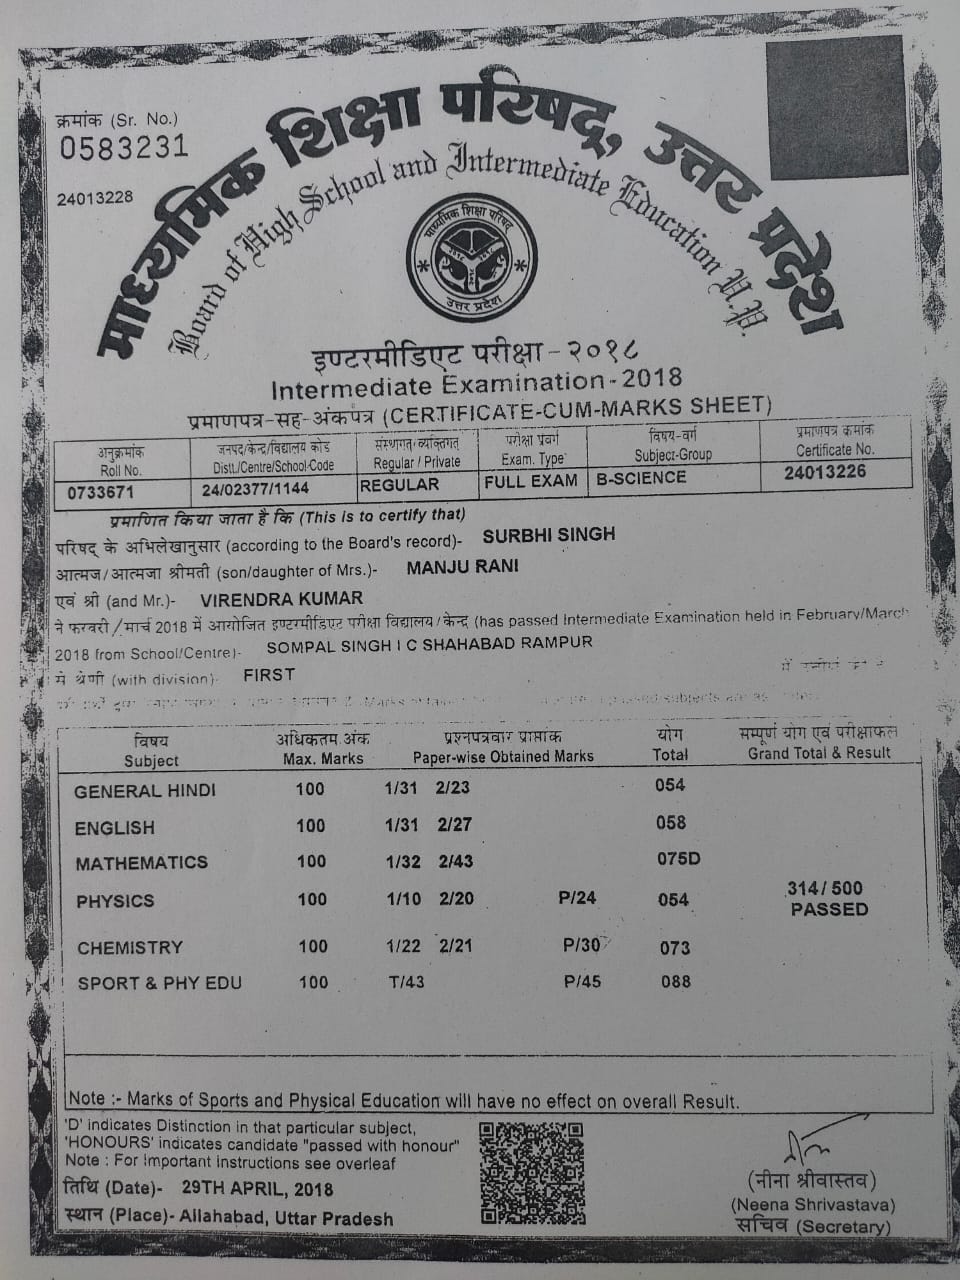 क्रमांक (Sr. No.)
0583231
24013228
माध्यमिक शिक्षा परिषद्, उत्तर प्रदेश
Board of High School and Intermediate Education U.P.
माध्यमिक शिक्षा परिषद्
उत्तर प्रदेश
इण्टरमीडिएट परीक्षा - २०१८
Intermediate Examination - 2018
प्रमाणपत्र-सह-अंकपत्र (CERTIFICATE-CUM-MARKS SHEET)
अनुक्रमांक जनपद/केन्द्र/विद्यालय कोड संस्थागत/व्यक्तिगत परीक्षा प्रवर्ग विषय-वर्ग प्रमाणपत्र क्रमांक
Roll No. Distt./Centre/School-Code Regular / Private Exam. Type Subject-Group Certificate No.
0733671 24/02377/1144 REGULAR FULL EXAM B-SCIENCE 24013226
प्रमाणित किया जाता है कि (This is to certify that)
परिषद् के अभिलेखानुसार (according to the Board's record)- SURBHI SINGH
आत्मज/आत्मजा श्रीमती (son/daughter of Mrs.)- MANJU RANI
एवं श्री (and Mr.)- VIRENDRA KUMAR
ने फरवरी/मार्च 2018 में आयोजित इण्टरमीडिएट परीक्षा विद्यालय/केन्द्र (has passed Intermediate Examination held in February/March
2018 from School/Centre)- SOMPAL SINGH I C SHAHABAD RAMPUR
मे श्रेणी (with division)- FIRST में
subjects are as
विषय अधिकतम अंक प्रश्नपत्रवार प्राप्तांक योग सम्पूर्ण योग एवं परीक्षाफल
Subject Max. Marks Paper-wise Obtained Marks Total Grand Total & Result
GENERAL HINDI 100 1/31 2/23 054
ENGLISH 100 1/31 2/27 058
MATHEMATICS 100 1/32 2/43 075D
PHYSICS 100 1/10 2/20 P/24 054 314/500
PASSED
CHEMISTRY 100 1/22 2/21 P/30 073
SPORT & PHY EDU 100 T/43 P/45 088
Note :- Marks of Sports and Physical Education will have no effect on overall Result.
'D' indicates Distinction in that particular subject,
'HONOURS' indicates candidate "passed with honour"
Note : For Important instructions see overleaf
तिथि (Date)- 29TH APRIL, 2018
स्थान (Place)- Allahabad, Uttar Pradesh
(नीना श्रीवास्तव)
(Neena Shrivastava)
सचिव (Secretary)